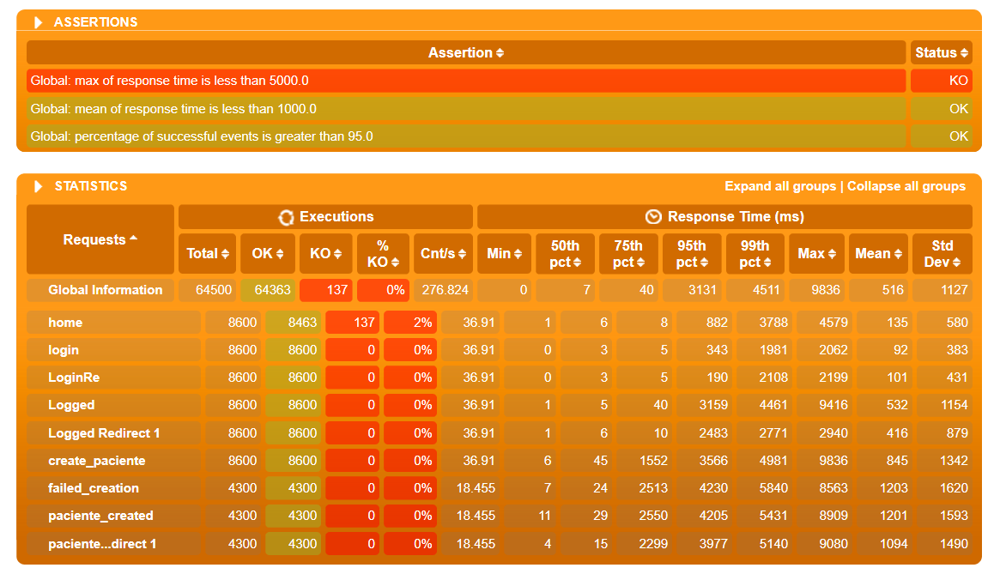 ASSERTIONS
Assertion Status
Global: max of response time is less than 5000.0 KO
Global: mean of response time is less than 1000.0 OK
Global: percentage of successful events is greater than 95.0 OK
STATISTICS Expand all groups | Collapse all groups
Requests Executions Response Time (ms)
Total OK KO % KO Cnt/s Min 50th pct 75th pct 95th pct 99th pct Max Mean Std Dev
Global Information 64500 64363 137 0% 276.824 0 7 40 3131 4511 9836 516 1127
home 8600 8463 137 2% 36.91 1 6 8 882 3788 4579 135 580
login 8600 8600 0 0% 36.91 0 3 5 343 1981 2062 92 383
LoginRe 8600 8600 0 0% 36.91 0 3 5 190 2108 2199 101 431
Logged 8600 8600 0 0% 36.91 1 5 40 3159 4461 9416 532 1154
Logged Redirect 1 8600 8600 0 0% 36.91 1 6 10 2483 2771 2940 416 879
create_paciente 8600 8600 0 0% 36.91 6 45 1552 3566 4981 9836 845 1342
failed_creation 4300 4300 0 0% 18.455 7 24 2513 4230 5840 8563 1203 1620
paciente_created 4300 4300 0 0% 18.455 11 29 2550 4205 5431 8909 1201 1593
paciente...direct 1 4300 4300 0 0% 18.455 4 15 2299 3977 5140 9080 1094 1490